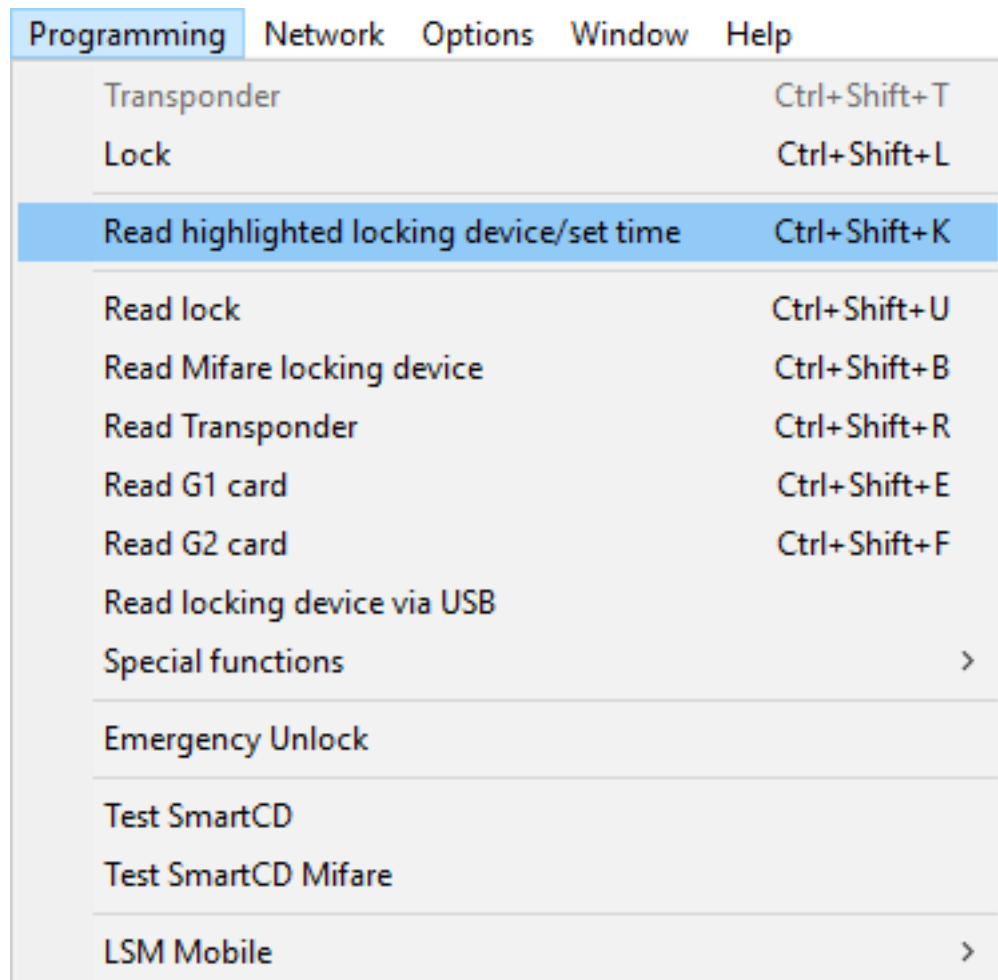 Programming Network Options Window Help
Transponder Ctrl+Shift+T
Lock Ctrl+Shift+L
Read highlighted locking device/set time Ctrl+Shift+K
Read lock Ctrl+Shift+U
Read Mifare locking device Ctrl+Shift+B
Read Transponder Ctrl+Shift+R
Read G1 card Ctrl+Shift+E
Read G2 card Ctrl+Shift+F
Read locking device via USB
Special functions
Emergency Unlock
Test SmartCD
Test SmartCD Mifare
LSM Mobile